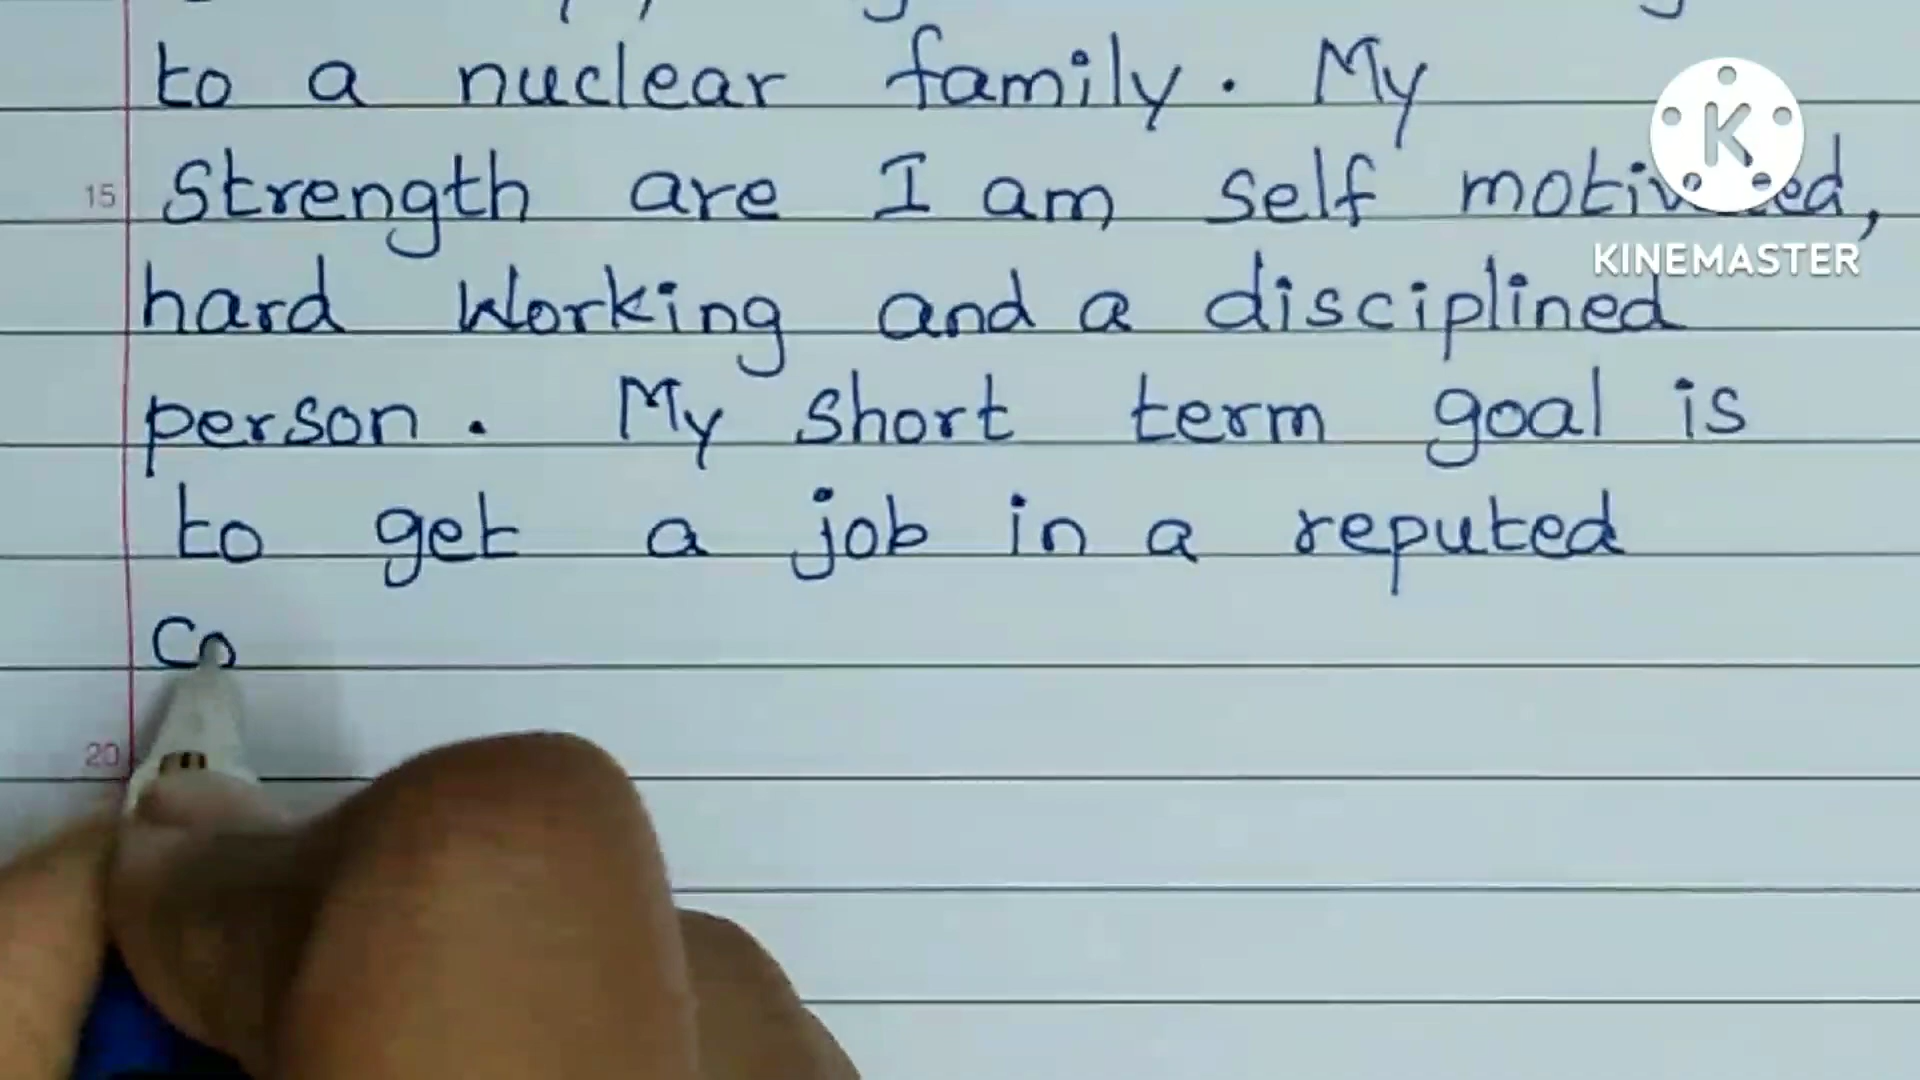 to a nuclear family. My
Strength are I am self motivated,
hard Working and a disciplined
person. My short term goal is
to get a job in a reputed
Co
15
20
KINEMASTER